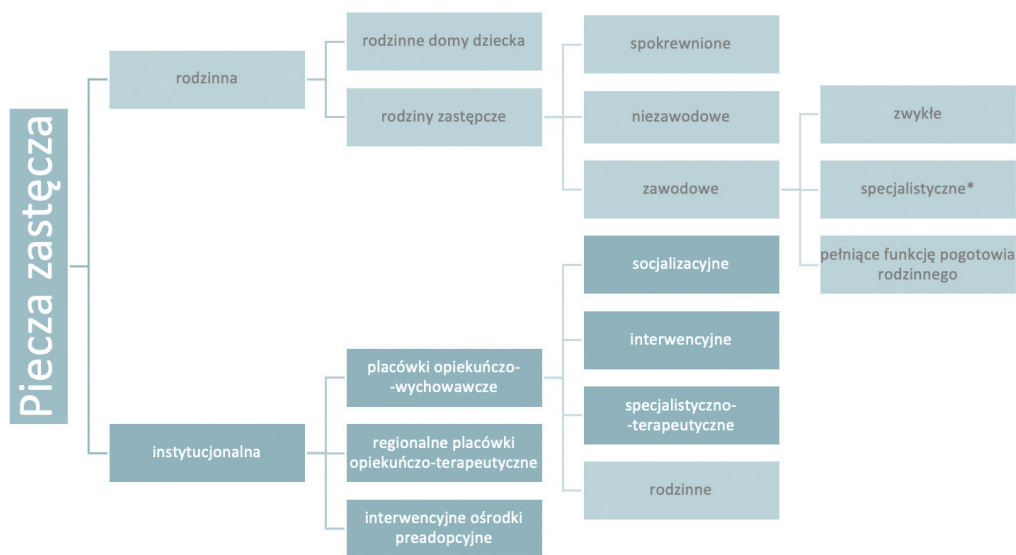 Piecza zastęcza
rodzinna
rodzinne domy dziecka
rodziny zastępcze
spokrewnione
niezawodowe
zawodowe
zwykłe
specjalistyczne*
pełniące funkcję pogotowia
rodzinnego
instytucjonalna
placówki opiekuńczo-
-wychowawcze
regionalne placówki
opiekuńczo-terapeutyczne
interwencyjne ośrodki
preadopcyjne
socjalizacyjne
interwencyjne
specjalistyczno-
-terapeutyczne
rodzinne